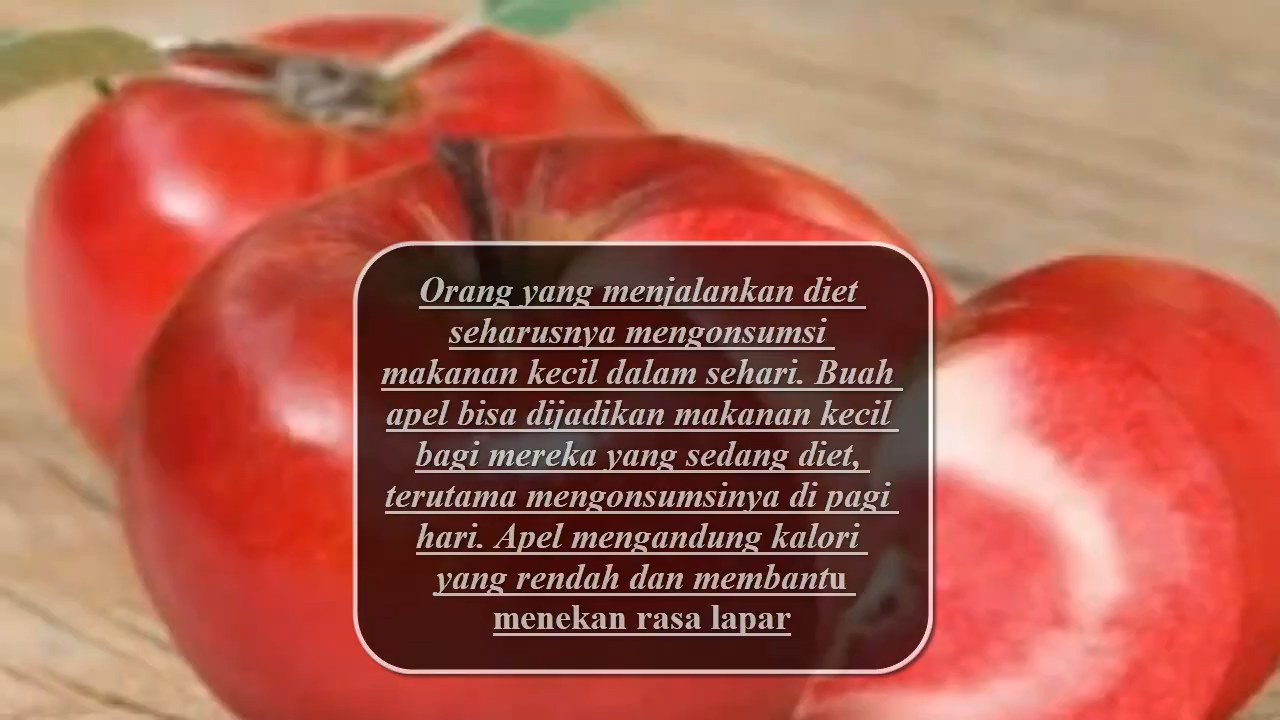 Orang yang menjalankan diet
seharusnya mengonsumsi
makanan kecil dalam sehari. Buah
apel bisa dijadikan makanan kecil
bagi mereka yang sedang diet,
terutama mengonsumsinya di pagi
hari. Apel mengandung kalori
yang rendah dan membantu
menekan rasa lapar